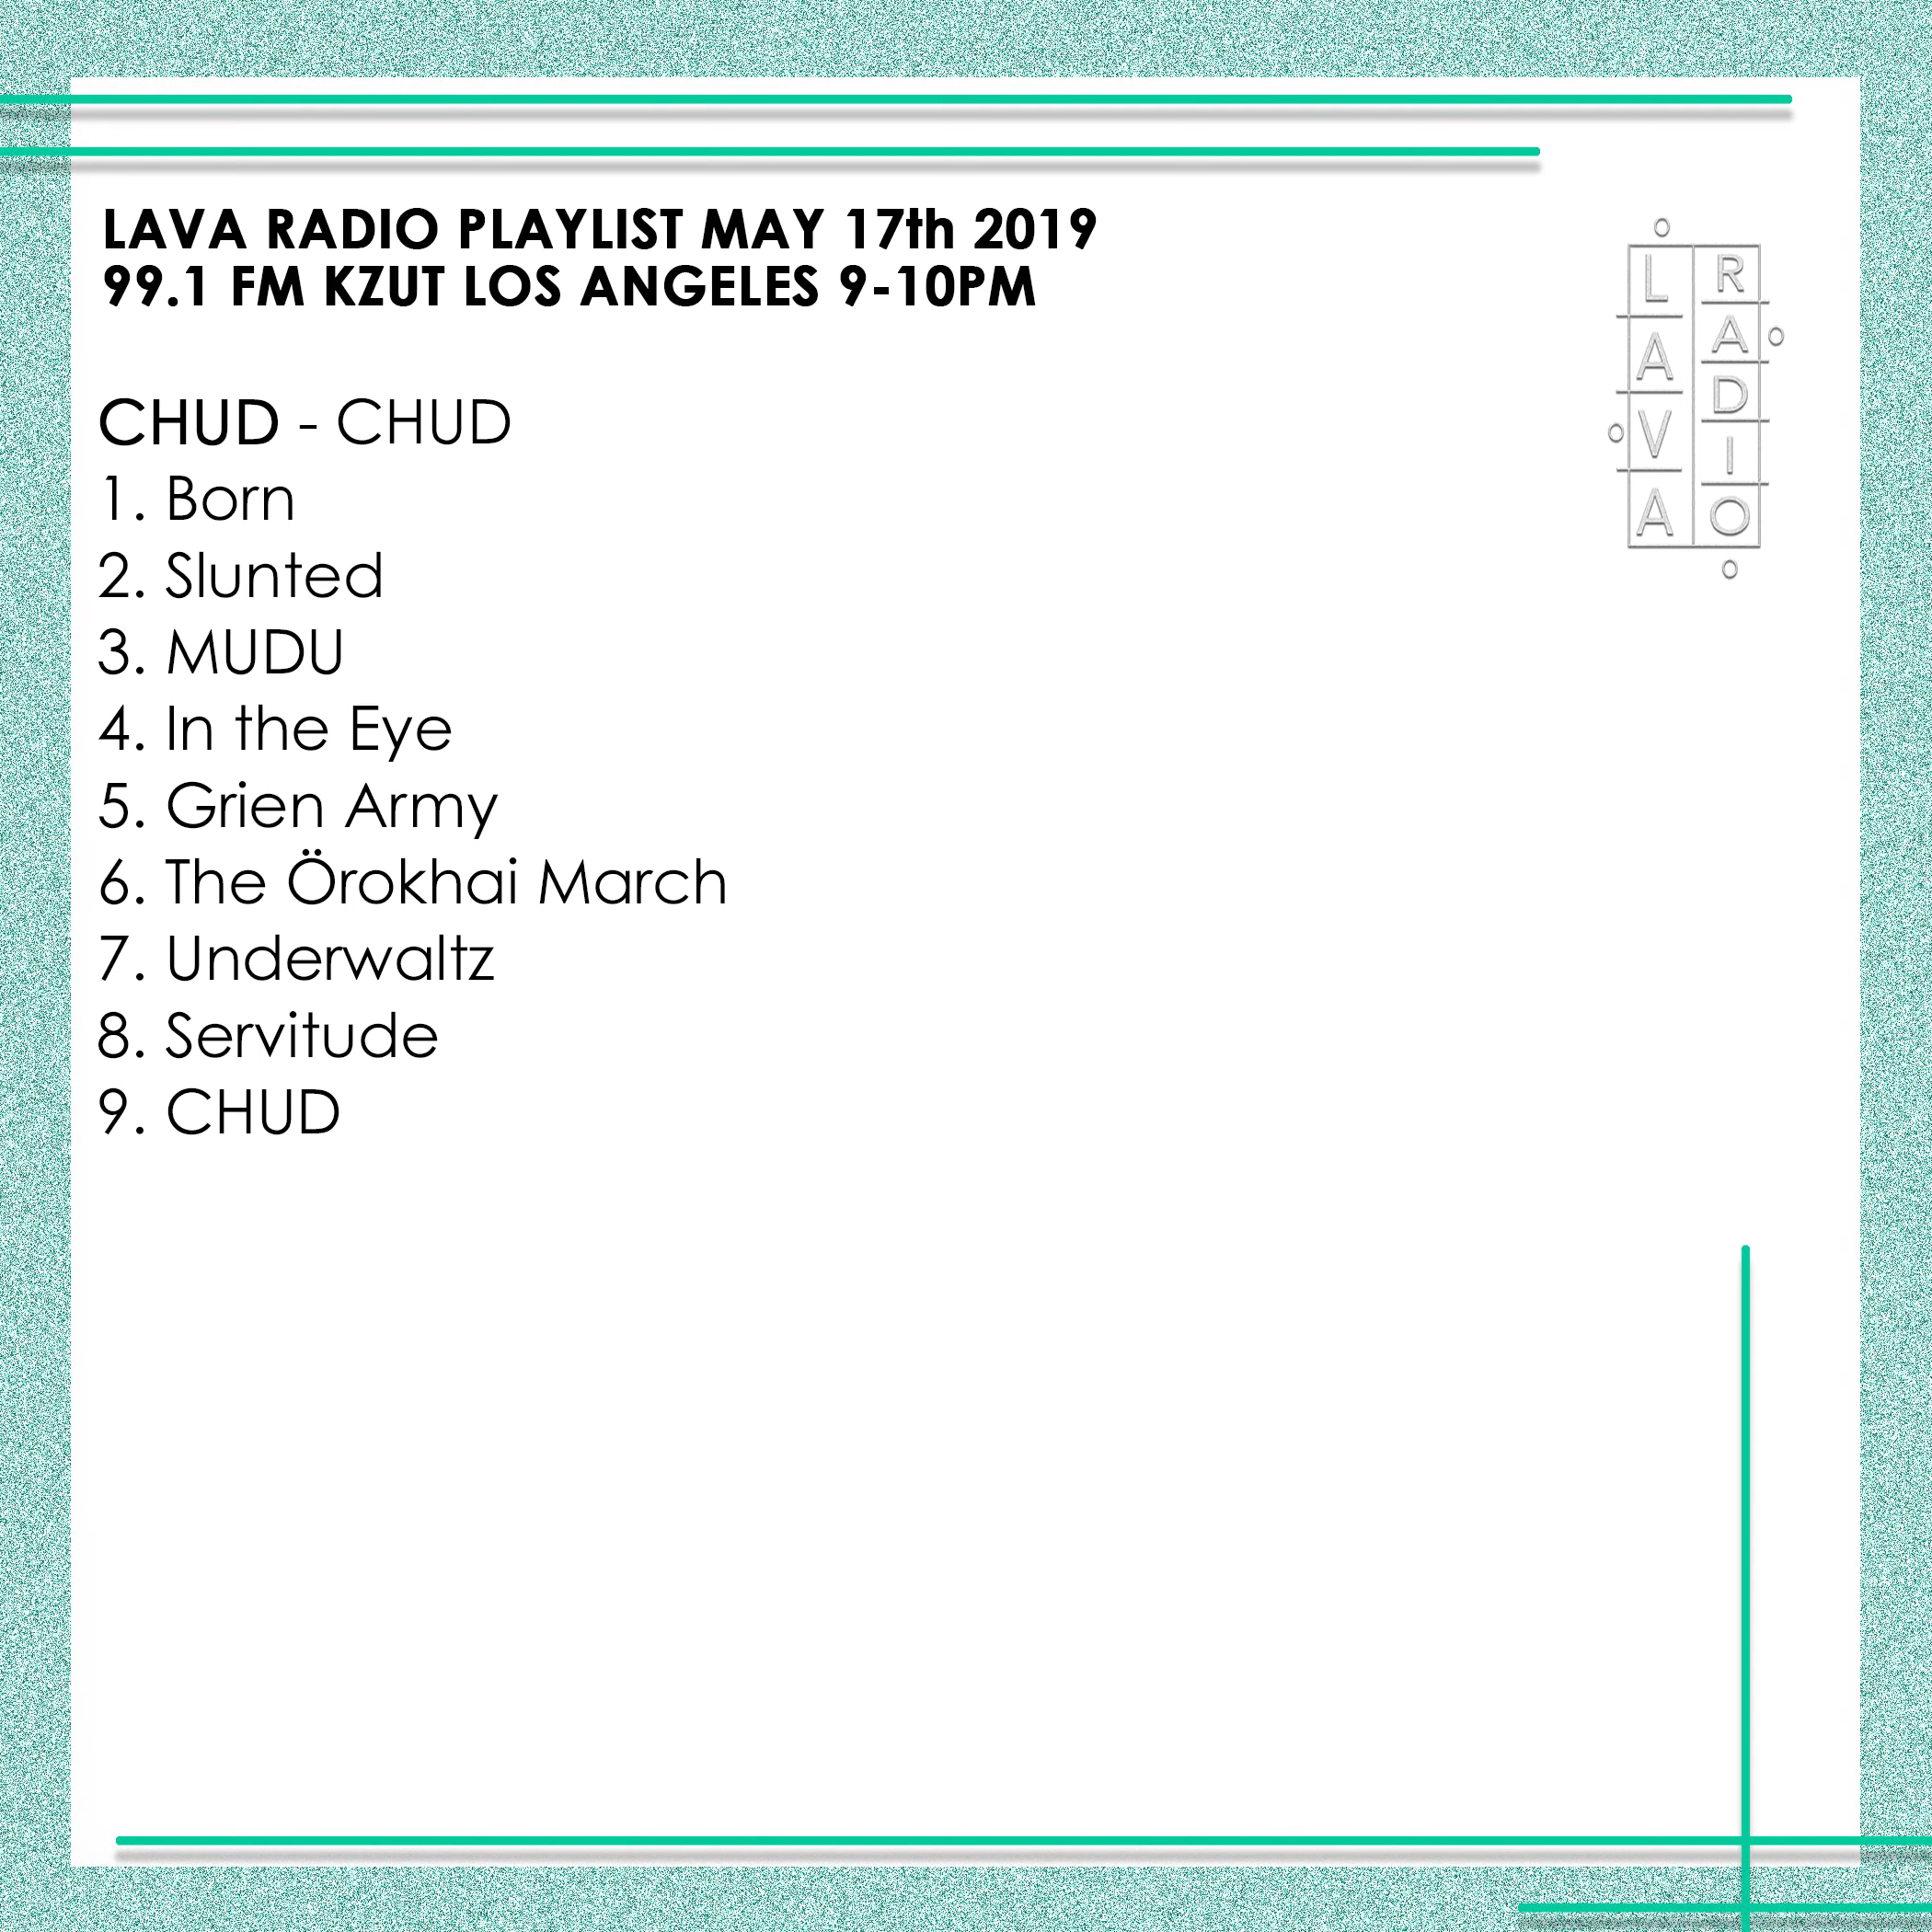 LAVA RADIO PLAYLIST MAY 17th 2019
99.1 FM KZUT LOS ANGELES 9-10PM
CHUD - CHUD
1. Born
2. Slunted
3. MUDU
4. In the Eye
5. Grien Army
6. The Örokhai March
7. Underwaltz
8. Servitude
9. CHUD
LAVA
RADIO